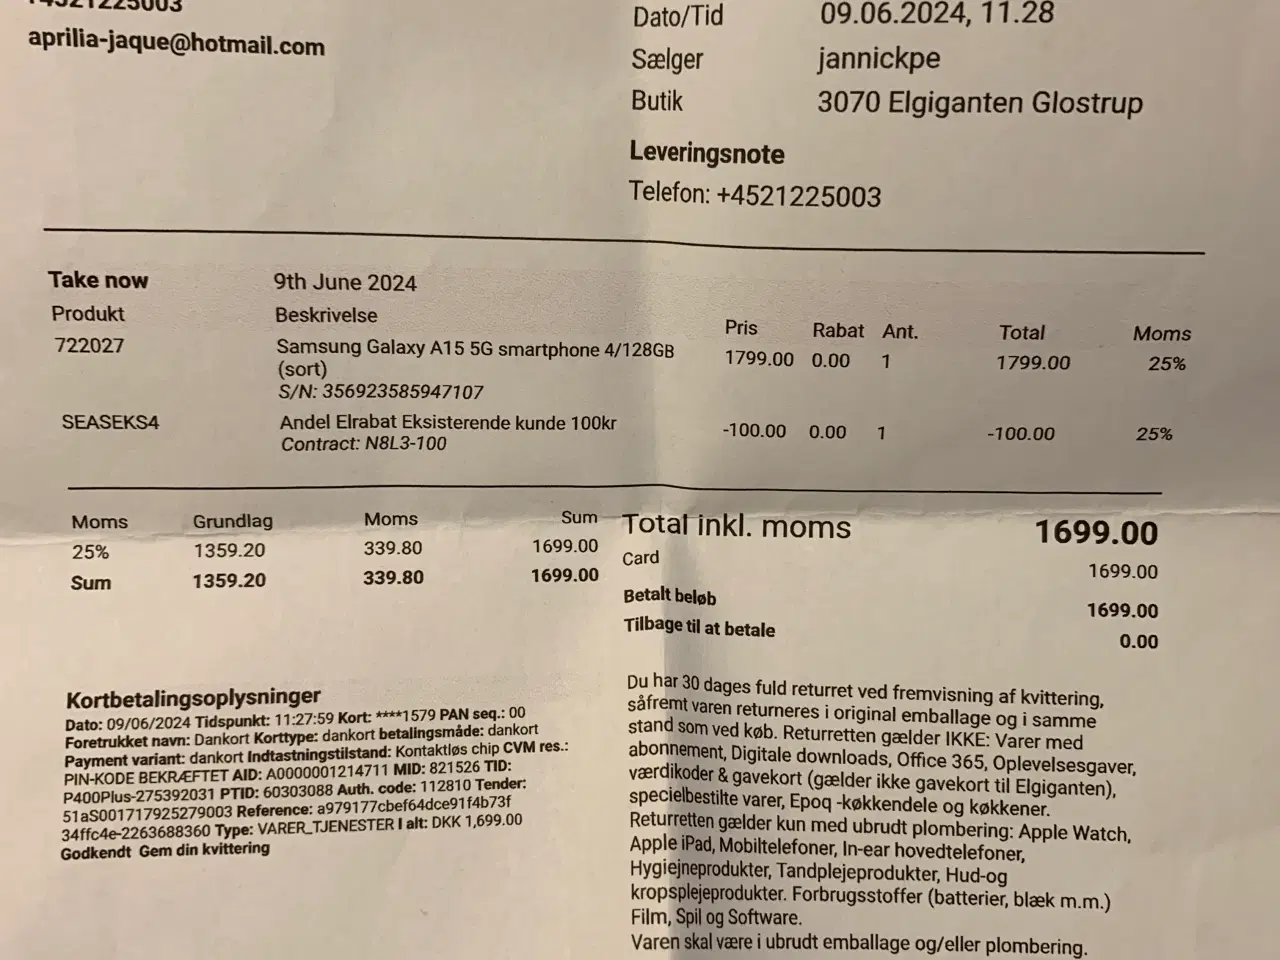 +4521225003
aprilia-jaque@hotmail.com
Dato/Tid 09.06.2024, 11.28
Sælger jannickpe
Butik 3070 Elgiganten Glostrup
Leveringsnote
Telefon: +4521225003
Take now 9th June 2024
Produkt Beskrivelse Pris Rabat Ant. Total Moms
722027 Samsung Galaxy A15 5G smartphone 4/128GB 1799.00 0.00 1 1799.00 25%
(sort)
S/N: 356923585947107
SEASEKS4 Andel Elrabat Eksisterende kunde 100kr -100.00 0.00 1 -100.00 25%
Contract: N8L3-100
Moms Grundlag Moms Sum
25% 1359.20 339.80 1699.00
Sum 1359.20 339.80 1699.00
Total inkl. moms 1699.00
Card 1699.00
Betalt beløb 1699.00
Tilbage til at betale 0.00
Kortbetalingsoplysninger
Dato: 09/06/2024 Tidspunkt: 11:27:59 Kort: ****1579 PAN seq.: 00
Foretrukket navn: Dankort Korttype: dankort betalingsmåde: dankort
Payment variant: dankort Indtastningstilstand: Kontaktløs chip CVM res.:
PIN-KODE BEKRÆFTET AID: A0000001214711 MID: 821526 TID:
P400Plus-275392031 PTID: 60303088 Auth. code: 112810 Tender:
51aS001717925279003 Reference: a979177cbef64dce91f4b73f
34ffc4e-2263688360 Type: VARER_TJENESTER I alt: DKK 1,699.00
Godkendt Gem din kvittering
Du har 30 dages fuld returret ved fremvisning af kvittering,
såfremt varen returneres i original emballage og i samme
stand som ved køb. Returretten gælder IKKE: Varer med
abonnement, Digitale downloads, Office 365, Oplevelsesgaver,
værdikoder & gavekort (gælder ikke gavekort til Elgiganten),
specielbestilte varer, Epoq -køkkendele og køkkener.
Returretten gælder kun med ubrudt plombering: Apple Watch,
Apple iPad, Mobiltelefoner, In-ear hovedtelefoner,
Hygiejneprodukter, Tandplejeprodukter, Hud-og
kropsplejeprodukter. Forbrugsstoffer (batterier, blæk m.m.)
Film, Spil og Software.
Varen skal være i ubrudt emballage og/eller plombering.